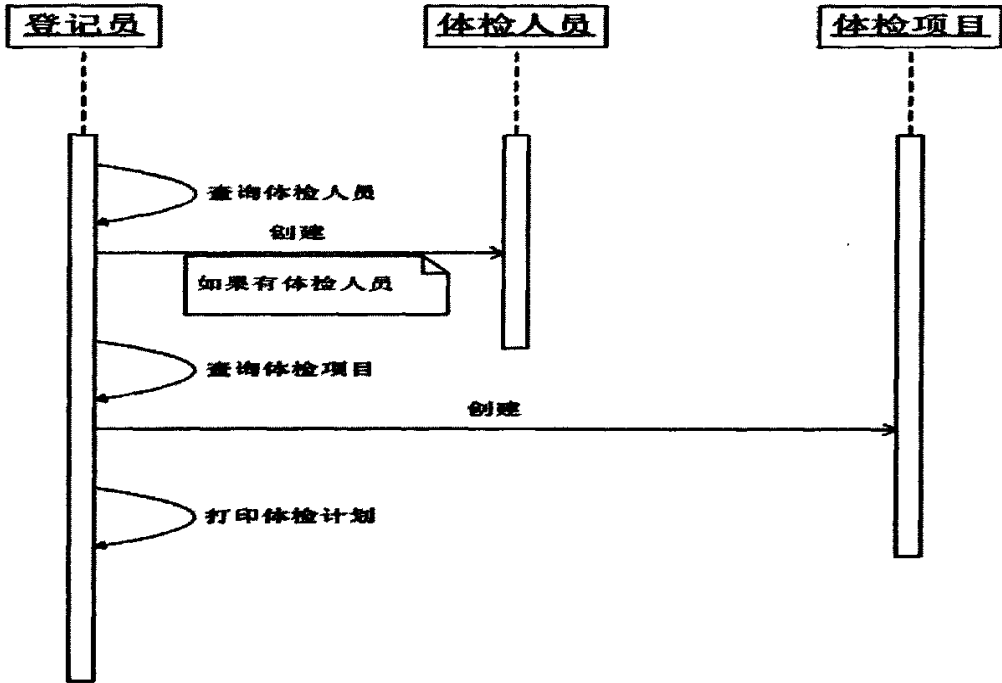 登记员
体检人员
体检项目
查询体检人员
创建
如果有体检人员
查询体检项目
创建
打印体检计划